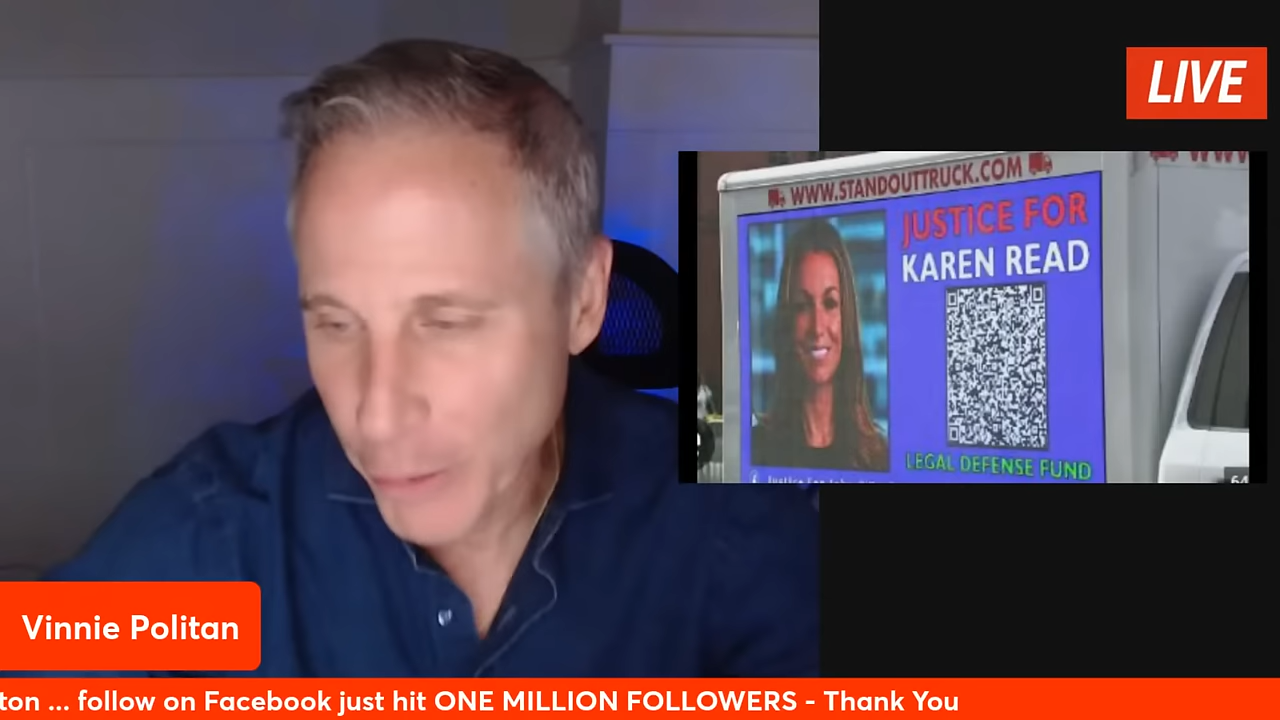 LIVE
WWW.STANDOUTTRUCK.COM
JUSTICE FOR
KAREN READ
LEGAL DEFENSE FUND
64
Vinnie Politan
ton ... follow on Facebook just hit ONE MILLION FOLLOWERS - Thank You